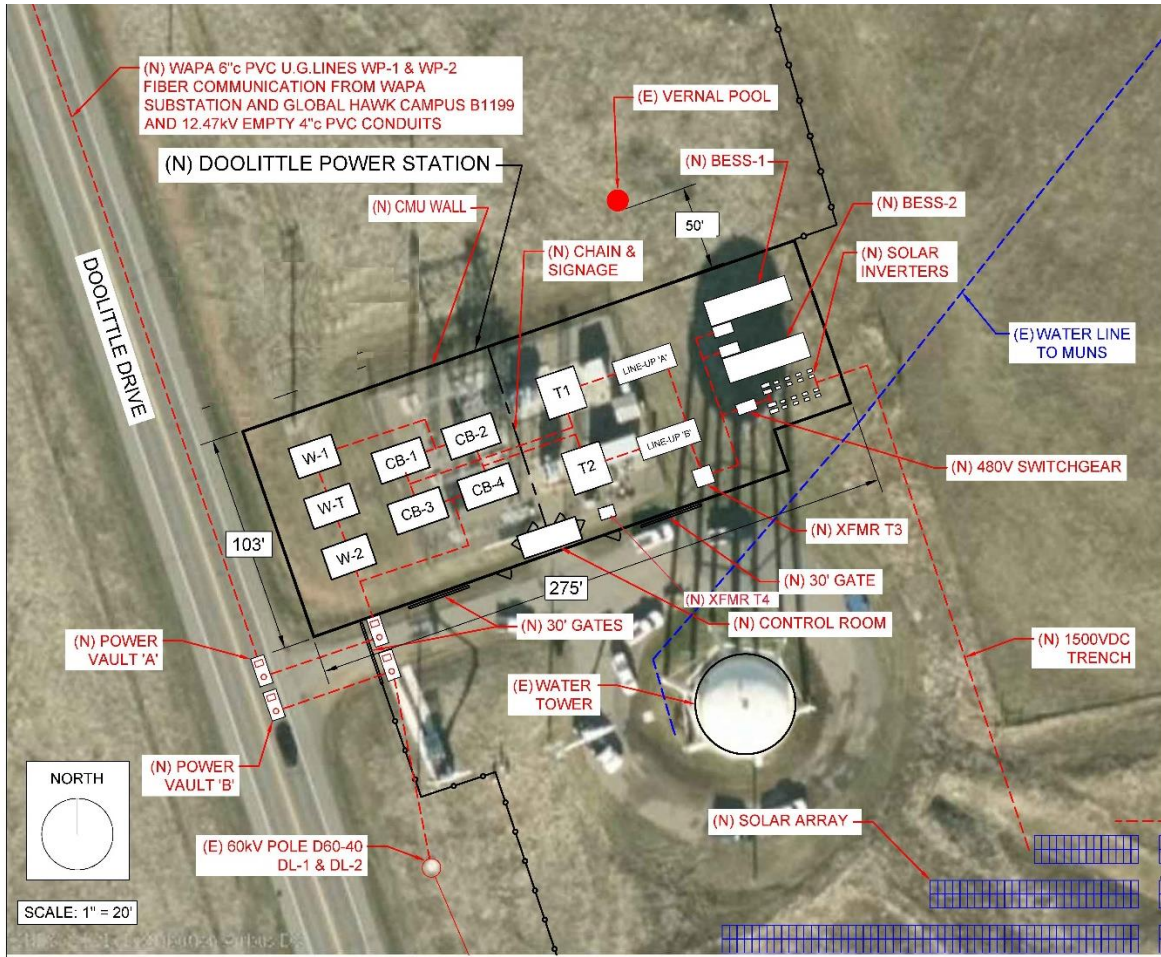 (N) WAPA 6"c PVC U.G.LINES WP-1 & WP-2
FIBER COMMUNICATION FROM WAPA
SUBSTATION AND GLOBAL HAWK CAMPUS B1199
AND 12.47kV EMPTY 4"c PVC CONDUITS
(E) VERNAL POOL
(N) DOOLITTLE POWER STATION
(N) BESS-1
(N) CMU WALL
(N) BESS-2
50'
(N) CHAIN &
SIGNAGE
(N) SOLAR
INVERTERS
DOOLITTLE DRIVE
(E) WATER LINE
TO MUNS
LINE-UP 'A'
T1
W-1
CB-1
CB-2
LINE-UP 'B'
T2
W-T
CB-3
CB-4
(N) 480V SWITCHGEAR
W-2
103'
(N) XFMR T3
275'
(N) 30' GATE
(N) XFMR T4
(N) 30' GATES
(N) CONTROL ROOM
(N) POWER
VAULT 'A'
(N) 1500VDC
TRENCH
(E) WATER
TOWER
(N) POWER
VAULT 'B'
NORTH
(N) SOLAR ARRAY
(E) 60kV POLE D60-40
DL-1 & DL-2
SCALE: 1" = 20'